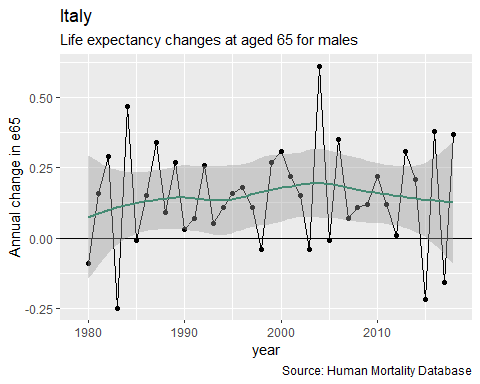 Italy
Life expectancy changes at aged 65 for males
Annual change in e65
0.50
0.25
0.00
-0.25
1980 1990 2000 2010
year
Source: Human Mortality Database